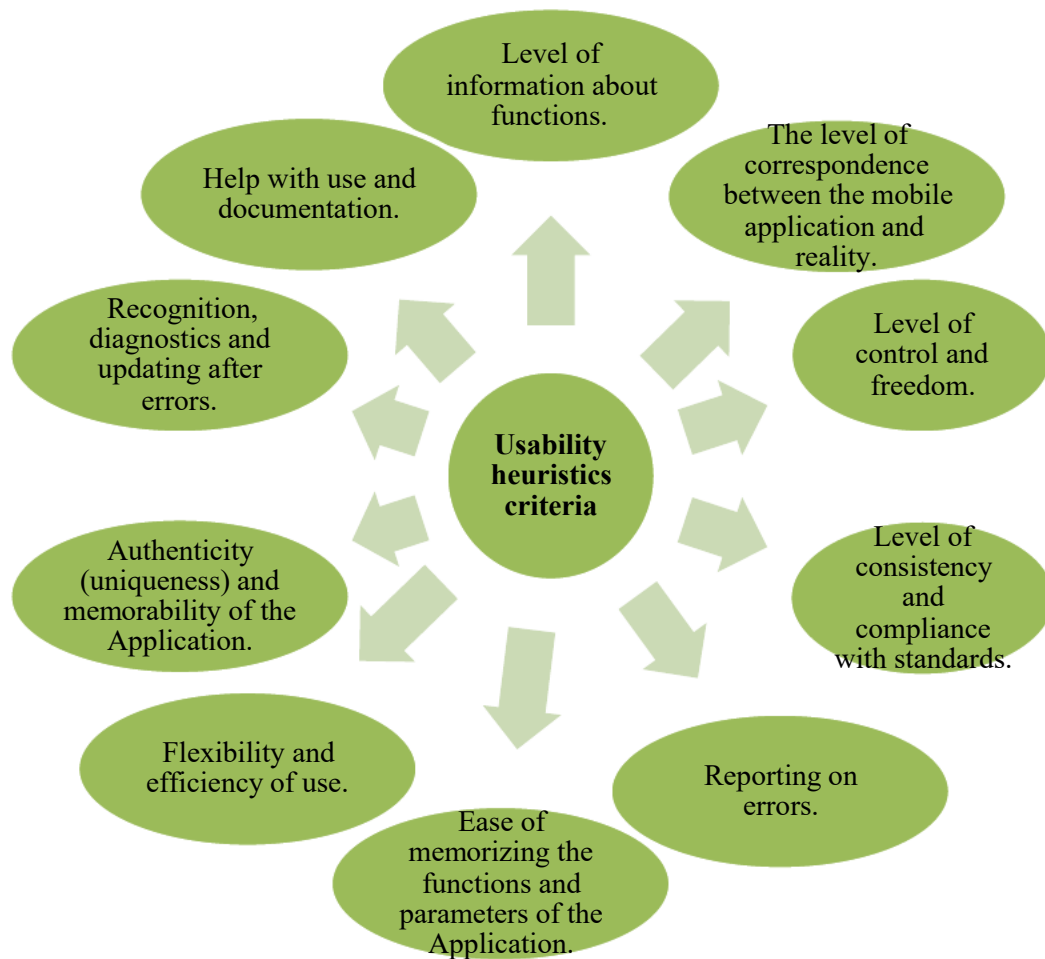 Level of
information about
functions.
The level of
correspondence
between the mobile
application and
reality.
Level of
control and
freedom.
Level of
consistency
and
compliance
with standards.
Reporting on
errors.
Ease of
memorizing the
functions and
parameters of the
Application.
Flexibility and
efficiency of use.
Authenticity
(uniqueness) and
memorability of the
Application.
Recognition,
diagnostics and
updating after
errors.
Help with use and
documentation.
Usability
heuristics
criteria